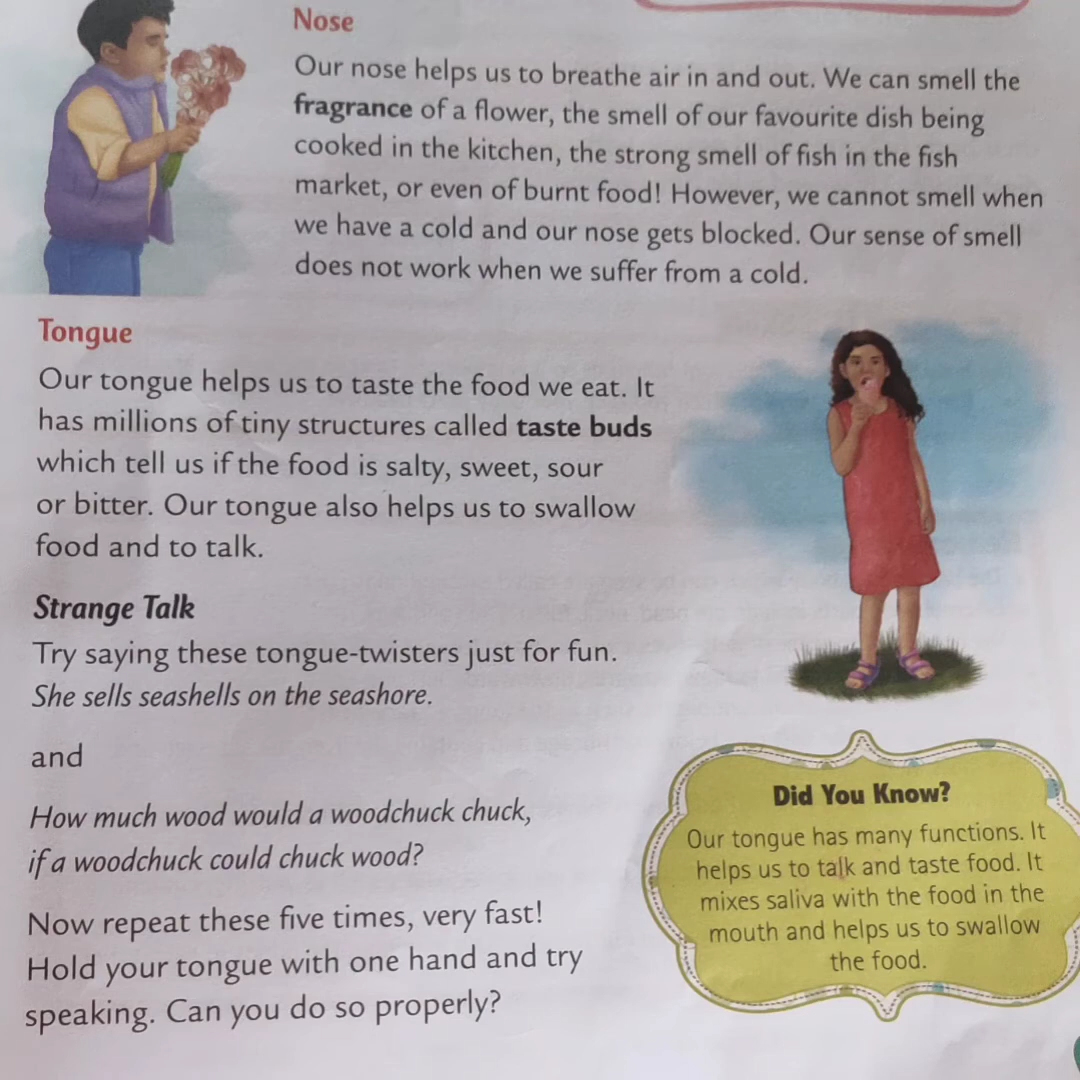 Nose
Our nose helps us to breathe air in and out. We can smell the
fragrance of a flower, the smell of our favourite dish being
cooked in the kitchen, the strong smell of fish in the fish
market, or even of burnt food! However, we cannot smell when
we have a cold and our nose gets blocked. Our sense of smell
does not work when we suffer from a cold.
Tongue
Our tongue helps us to taste the food we eat. It
has millions of tiny structures called taste buds
which tell us if the food is salty, sweet, sour
or bitter. Our tongue also helps us to swallow
food and to talk.
Strange Talk
Try saying these tongue-twisters just for fun.
She sells seashells on the seashore.
and
How much wood would a woodchuck chuck,
if a woodchuck could chuck wood?
Now repeat these five times, very fast!
Hold your tongue with one hand and try
speaking. Can you do so properly?
Did You Know?
Our tongue has many functions. It
helps us to talk and taste food. It
mixes saliva with the food in the
mouth and helps us to swallow
the food.